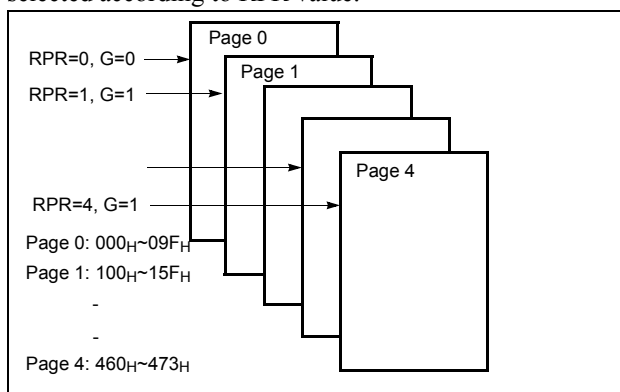 selected according to RPR value.
Page 0
RPR=0, G=0
Page 1
RPR=1, G=1
Page 4
RPR=4, G=1
Page 0: 000H~09FH
Page 1: 100H~15FH
-
-
Page 4: 460H~473H